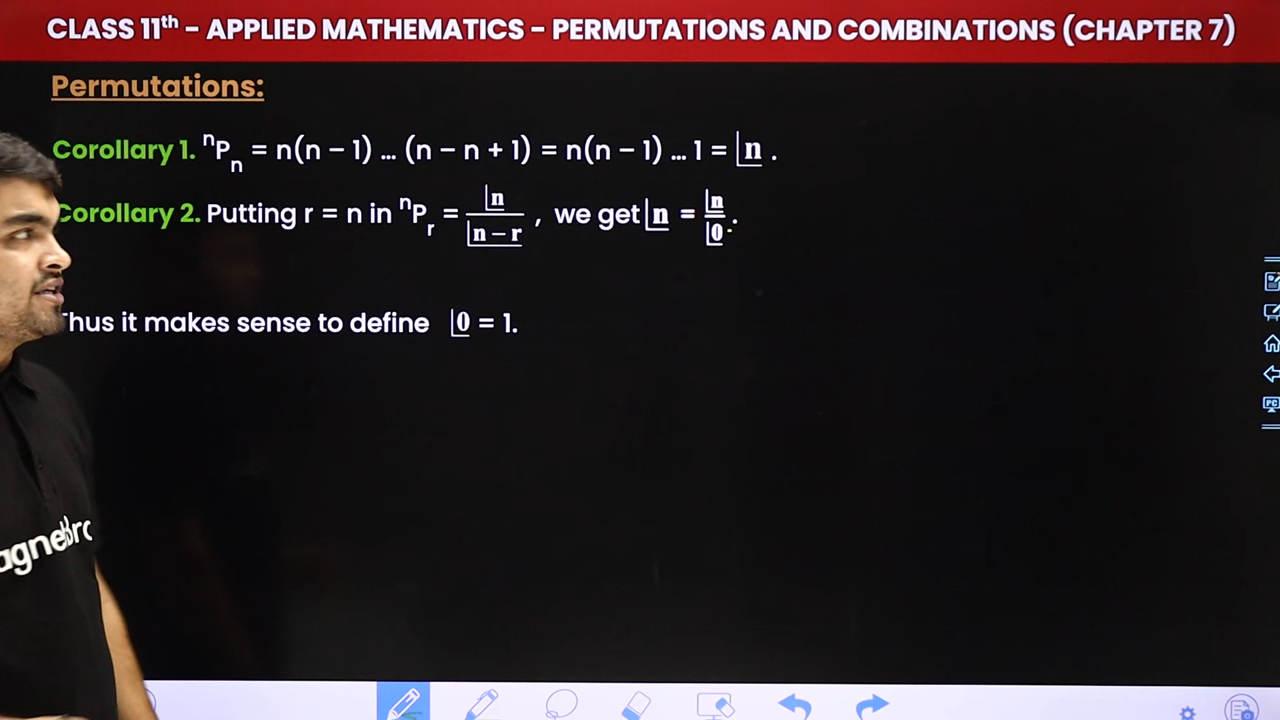 CLASS 11th – APPLIED MATHEMATICS – PERMUTATIONS AND COMBINATIONS (CHAPTER 7)
Permutations:
Corollary 1. ⁿPₙ = n(n – 1) ... (n – n + 1) = n(n – 1) ... 1 = ⌊n .
Corollary 2. Putting r = n in ⁿPᵣ = ⌊n / ⌊n – r , we get ⌊n = ⌊n / ⌊0 .
Thus it makes sense to define ⌊0 = 1.
PC